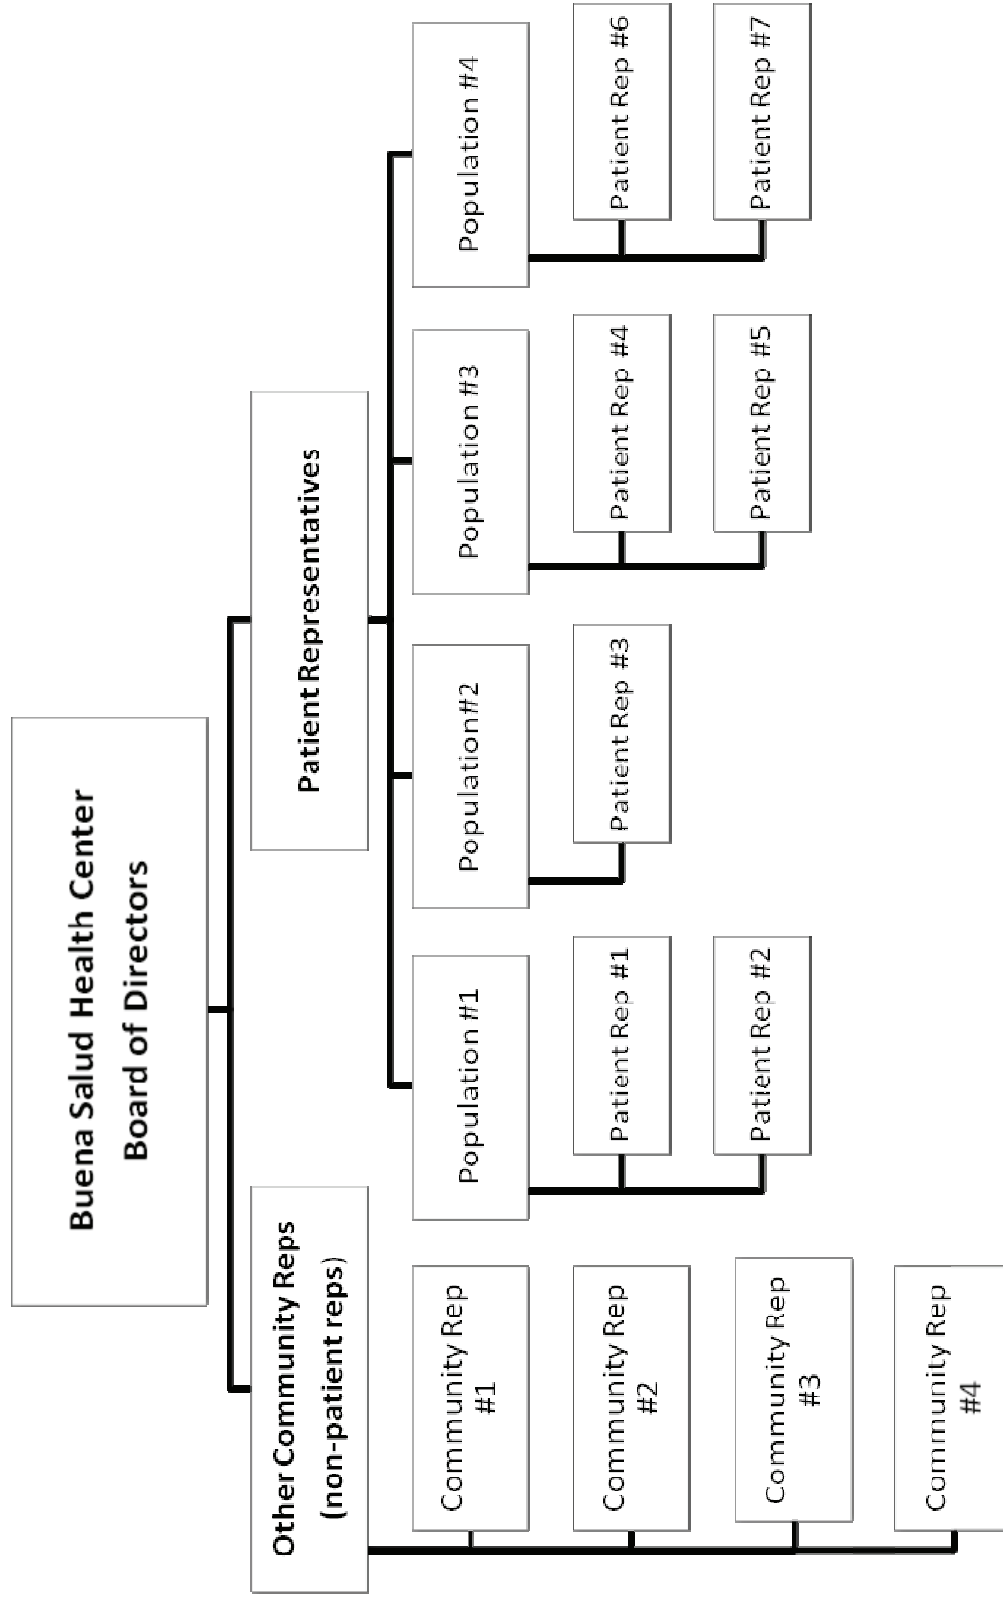 Buena Salud Health Center
Board of Directors
Other Community Reps
(non-patient reps)
Patient Representatives
Community Rep
#1
Community Rep
#2
Community Rep
#3
Community Rep
#4
Population #1
Patient Rep #1
Patient Rep #2
Population#2
Patient Rep #3
Population #3
Patient Rep #4
Patient Rep #5
Population #4
Patient Rep #6
Patient Rep #7